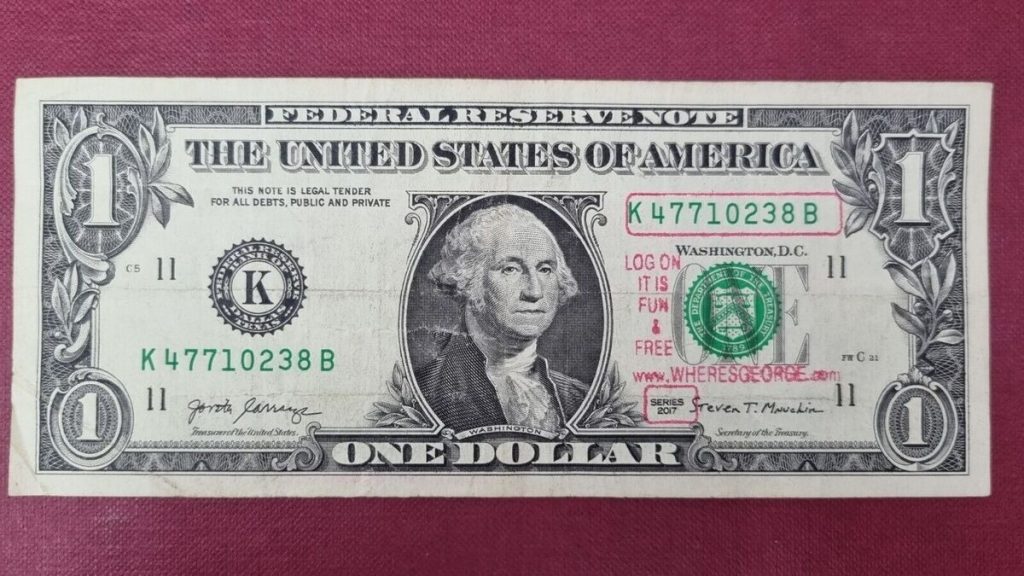 FEDERAL RESERVE NOTE
THE UNITED STATES OF AMERICA
1
1
THIS NOTE IS LEGAL TENDER
FOR ALL DEBTS, PUBLIC AND PRIVATE
K 47710238 B
WASHINGTON, D.C.
C5 11
11
K
LOG ON
IT IS
FUN
&
FREE
ONE
K 47710238 B
FW C 21
www.WHERESGEORGE.com
11
11
SERIES
2017
Steven T. Mnuchin
Treasurer of the United States.
Secretary of the Treasury.
WASHINGTON
1
1
ONE DOLLAR